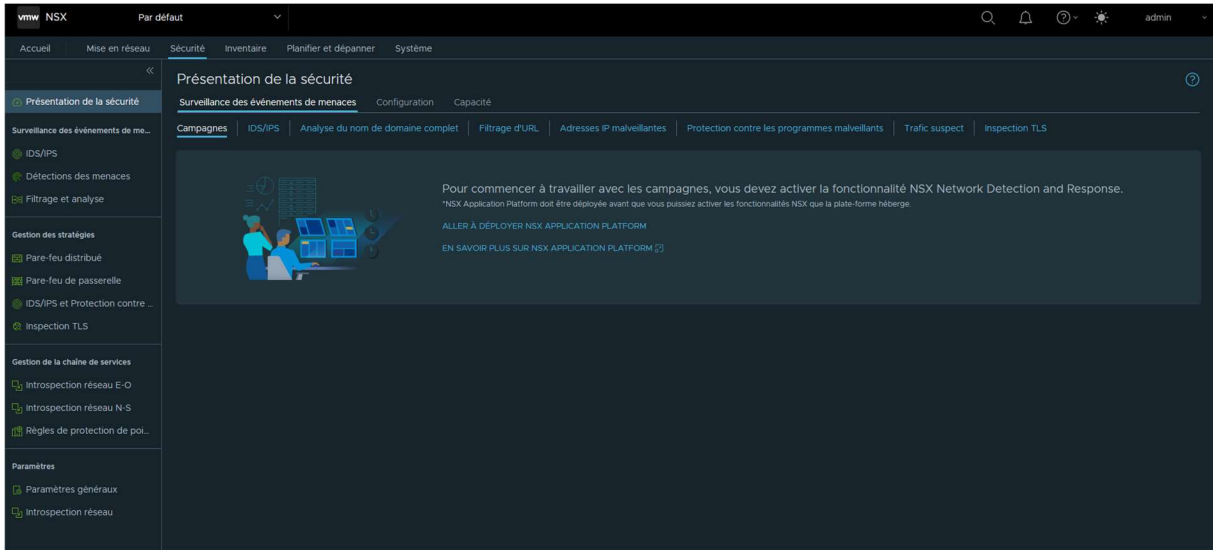 vmw NSX Par défaut admin
Accueil Mise en réseau Sécurité Inventaire Planifier et dépanner Système
Présentation de la sécurité
Présentation de la sécurité
Surveillance des événements de menaces Configuration Capacité
Surveillance des événements de me...
Campagnes IDS/IPS Analyse du nom de domaine complet Filtrage d'URL Adresses IP malveillantes Protection contre les programmes malveillants Trafic suspect Inspection TLS
IDS/IPS
Détections des menaces
Filtrage et analyse
Pour commencer à travailler avec les campagnes, vous devez activer la fonctionnalité NSX Network Detection and Response.
*NSX Application Platform doit être déployée avant que vous puissiez activer les fonctionnalités NSX que la plate-forme héberge.
ALLER À DÉPLOYER NSX APPLICATION PLATFORM
EN SAVOIR PLUS SUR NSX APPLICATION PLATFORM
Gestion des stratégies
Pare-feu distribué
Pare-feu de passerelle
IDS/IPS et Protection contre ...
Inspection TLS
Gestion de la chaîne de services
Introspection réseau E-O
Introspection réseau N-S
Règles de protection de poi...
Paramètres
Paramètres généraux
Introspection réseau